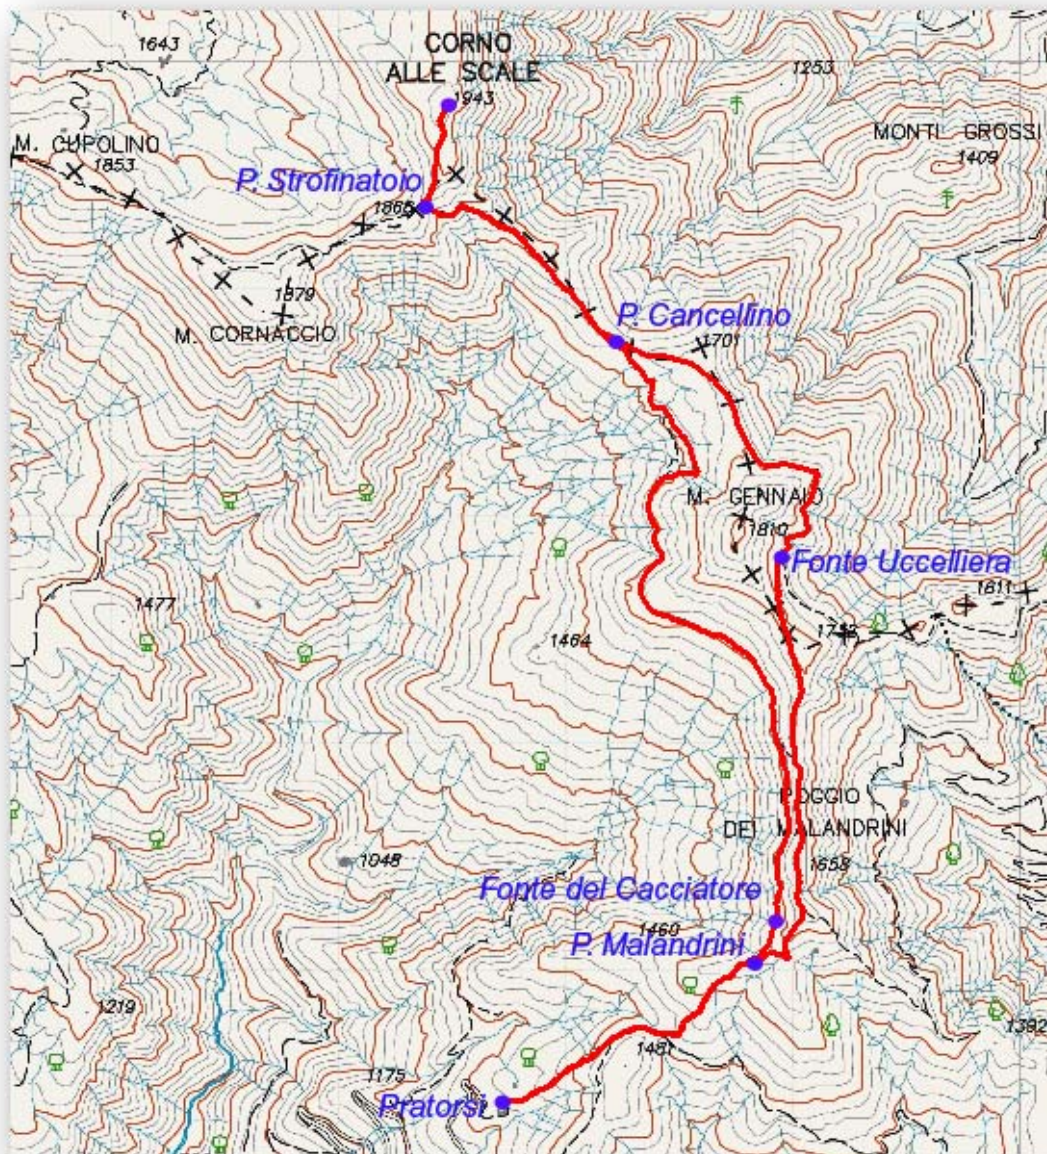 1643
CORNO
ALLE SCALE
1943
1253
M. CUPOLINO
1853
MONTI GROSSI
1409
P. Strofinatoio
1865
1879
M. CORNACCIO
P. Cancellino
1701
M. GENNAIO
1810
Fonte Uccelliera
1811
1477
1464
POGGIO
DEI MALANDRINI
1048
1658
Fonte del Cacciatore
1460
P. Malandrini
1219
1392
1481
1175
Pratorsi